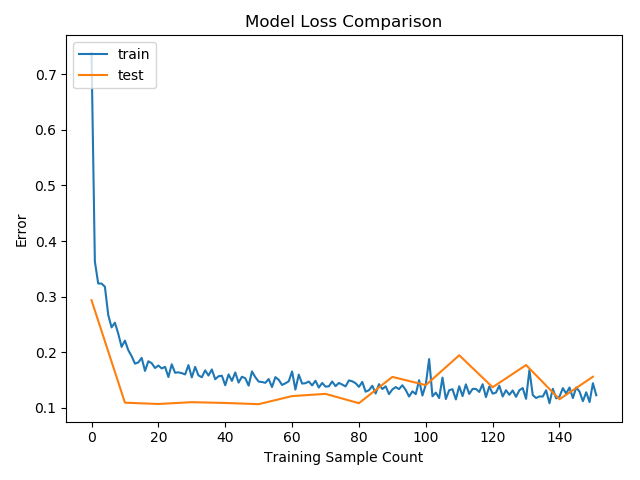 Model Loss Comparison
train
test
Error
0.7
0.6
0.5
0.4
0.3
0.2
0.1
0 20 40 60 80 100 120 140
Training Sample Count